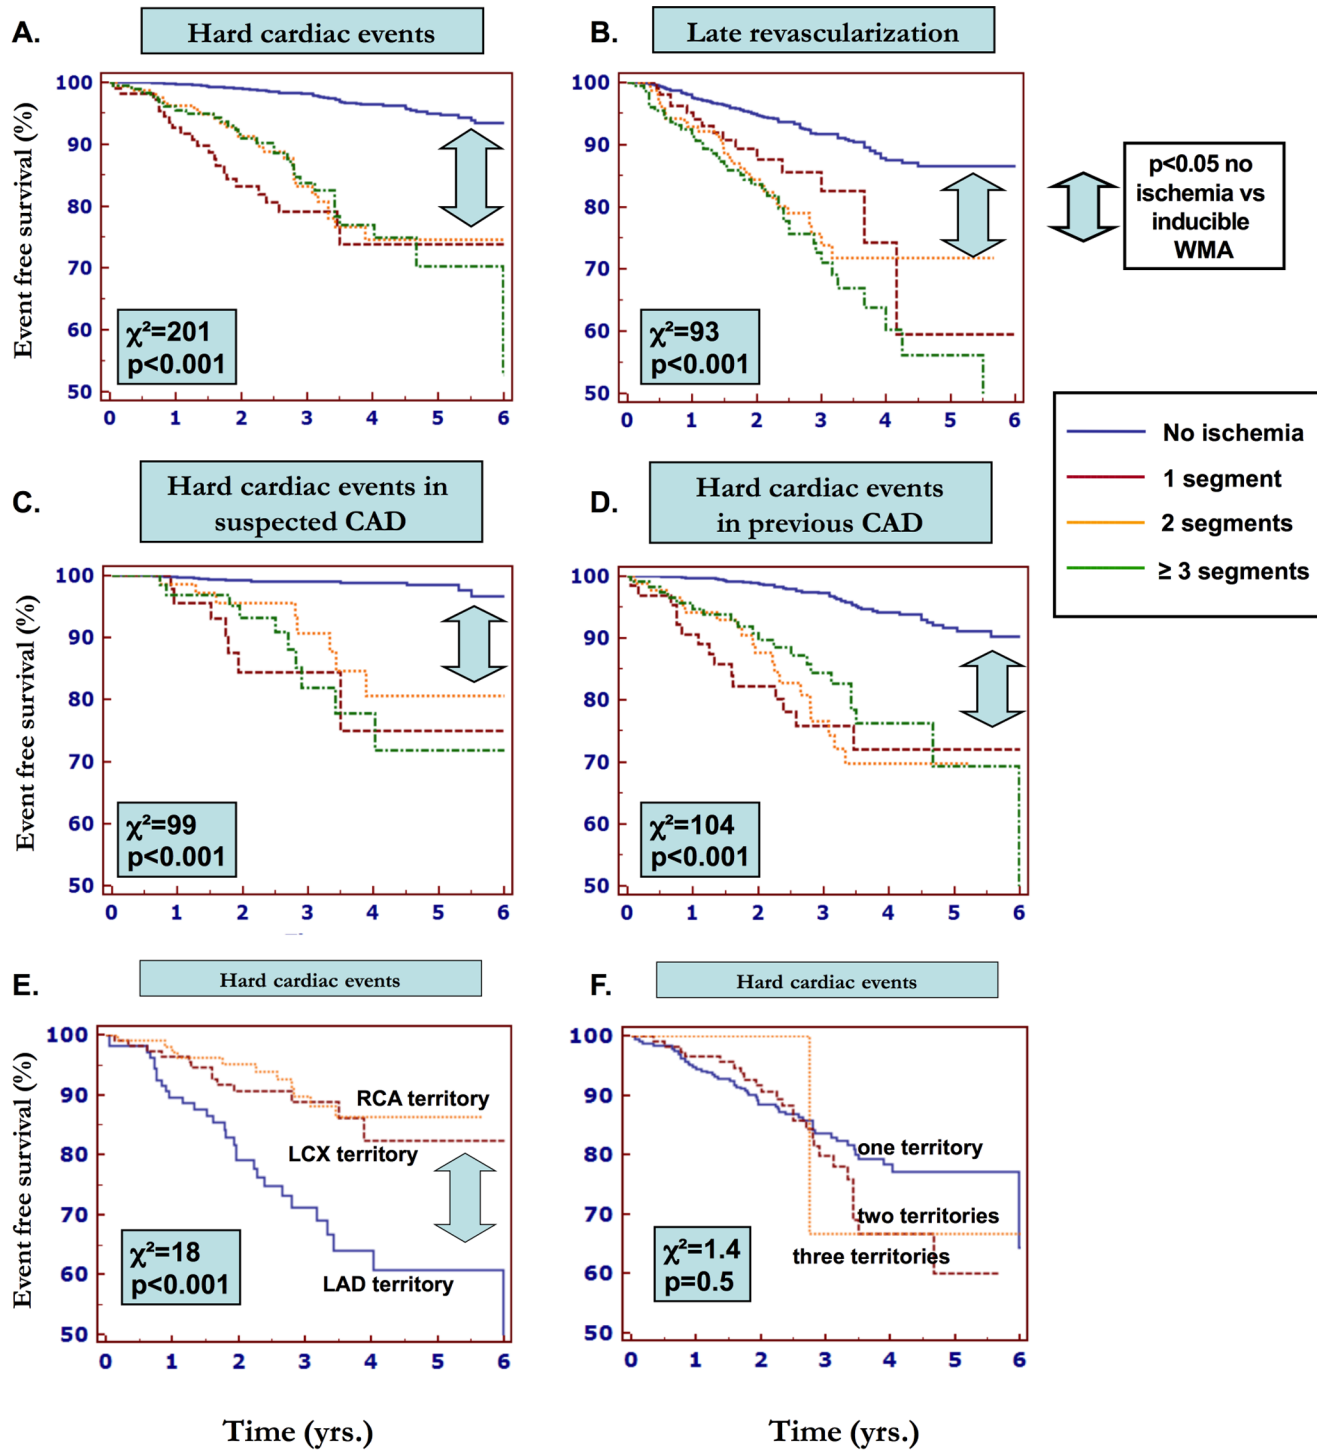 A.
Hard cardiac events
B.
Late revascularization
Event free survival (%)
100
90
80
70
60
50
χ²=201
p<0.001
0 1 2 3 4 5 6
100
90
80
70
60
50
χ²=93
p<0.001
0 1 2 3 4 5 6
p<0.05 no
ischemia vs
inducible
WMA
No ischemia
1 segment
2 segments
≥ 3 segments
C.
Hard cardiac events in
suspected CAD
D.
Hard cardiac events
in previous CAD
Event free survival (%)
100
90
80
70
60
50
χ²=99
p<0.001
0 1 2 3 4 5 6
100
90
80
70
60
50
χ²=104
p<0.001
0 1 2 3 4 5 6
E.
Hard cardiac events
F.
Hard cardiac events
Event free survival (%)
100
90
80
70
60
50
RCA territory
LCX territory
LAD territory
χ²=18
p<0.001
0 1 2 3 4 5 6
100
90
80
70
60
50
one territory
two territories
three territories
χ²=1.4
p=0.5
0 1 2 3 4 5 6
Time (yrs.)
Time (yrs.)